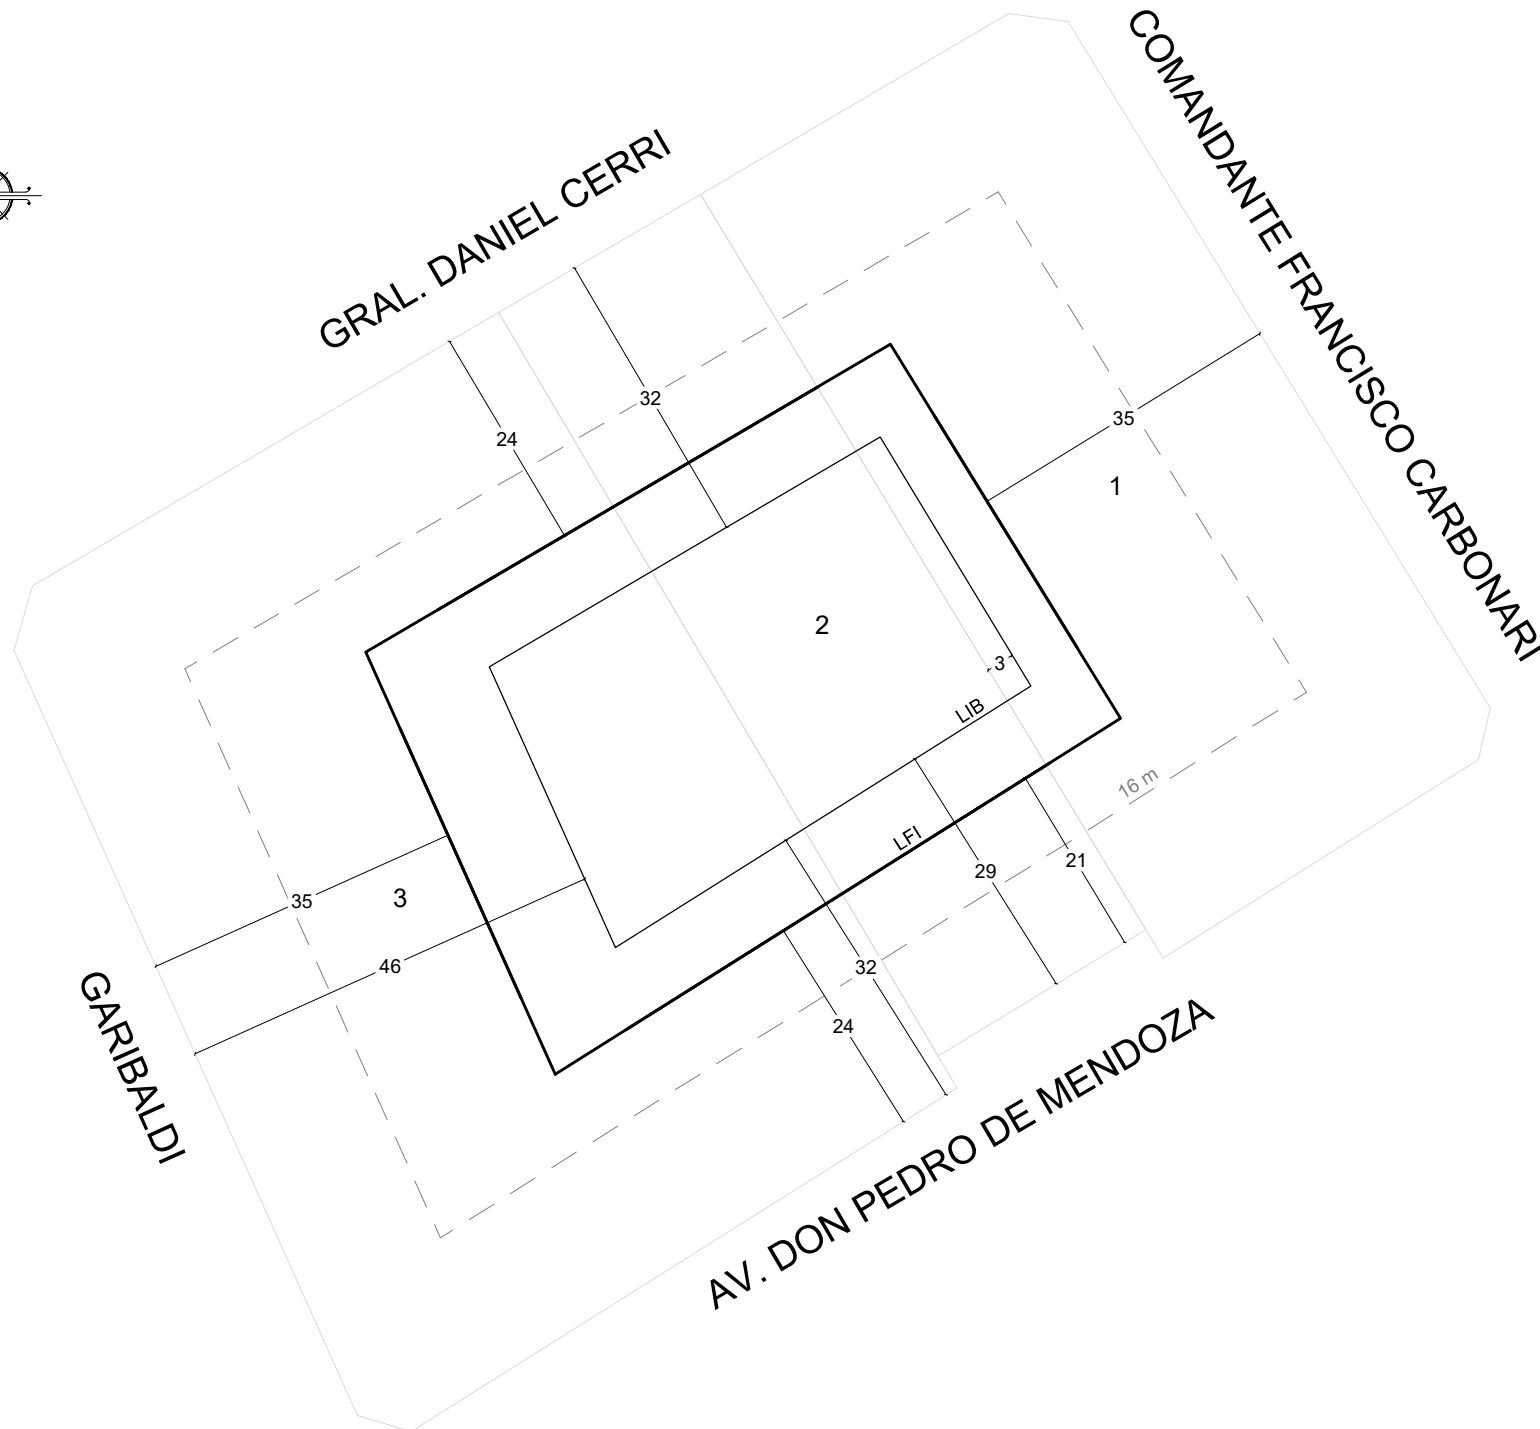 COMANDANTE FRANCISCO CARBONARI
GRAL. DANIEL CERRI
32
24
35
1
2
3
LIB
16 m
LFI
21
29
35
3
46
32
24
GARIBALDI
AV. DON PEDRO DE MENDOZA